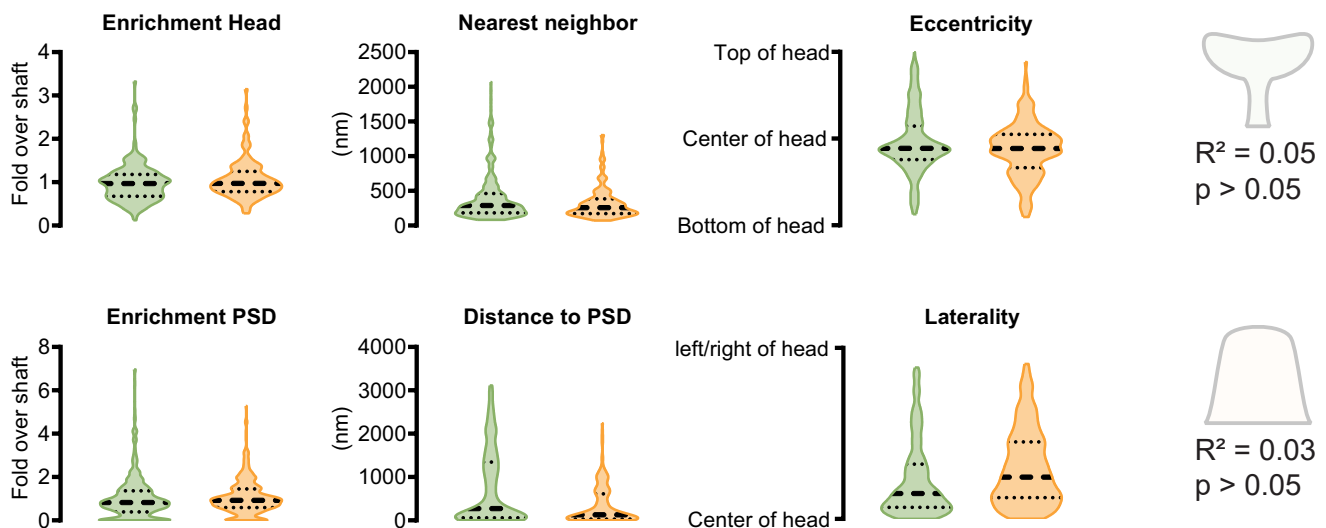 Enrichment Head
Fold over shaft
4
3
2
1
0
Nearest neighbor
(nm)
2500
2000
1500
1000
500
0
Eccentricity
Top of head
Center of head
Bottom of head
R² = 0.05
p > 0.05
Enrichment PSD
Fold over shaft
8
6
4
2
0
Distance to PSD
(nm)
4000
3000
2000
1000
0
Laterality
left/right of head
Center of head
R² = 0.03
p > 0.05